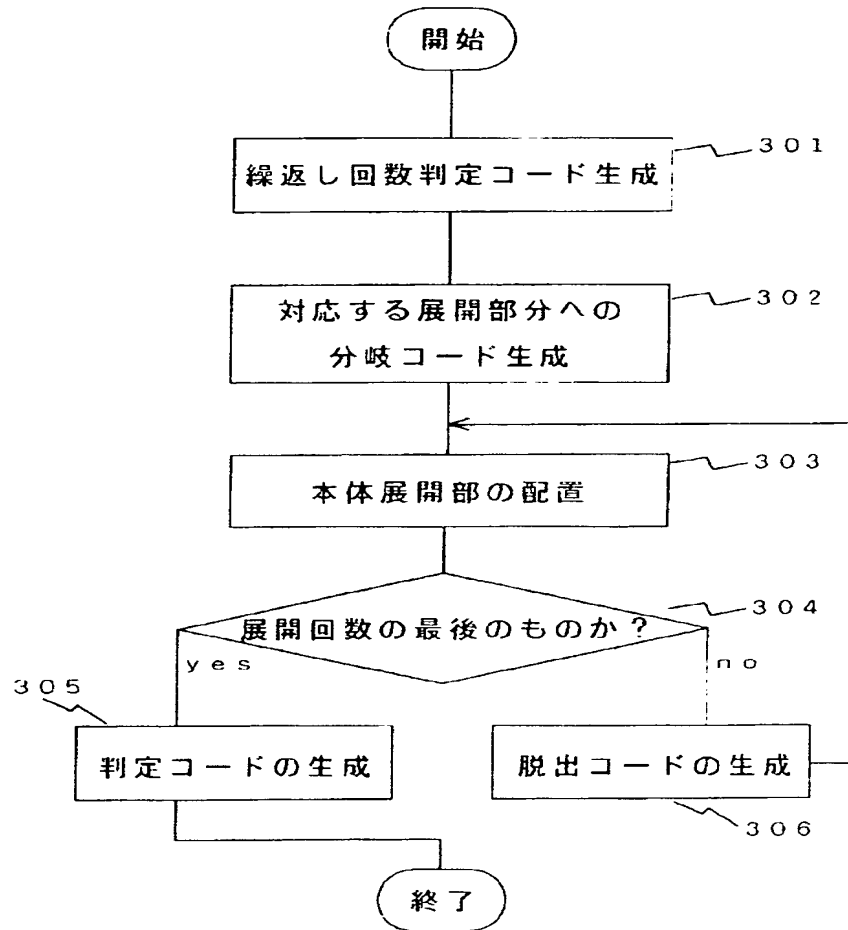 開始
301
繰返し回数判定コード生成
302
対応する展開部分への
分岐コード生成
303
本体展開部の配置
304
展開回数の最後のものか？
yes
no
305
判定コードの生成
脱出コードの生成
306
終了